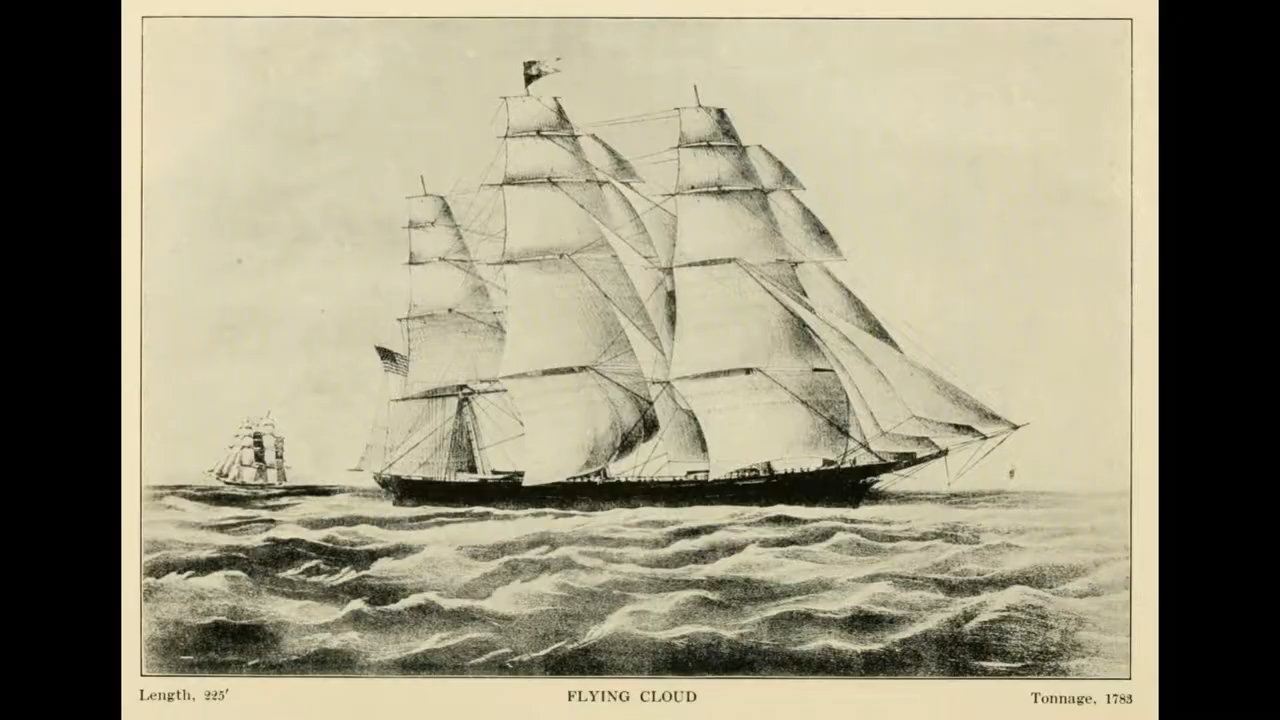 Length, 225′
FLYING CLOUD
Tonnage, 1783